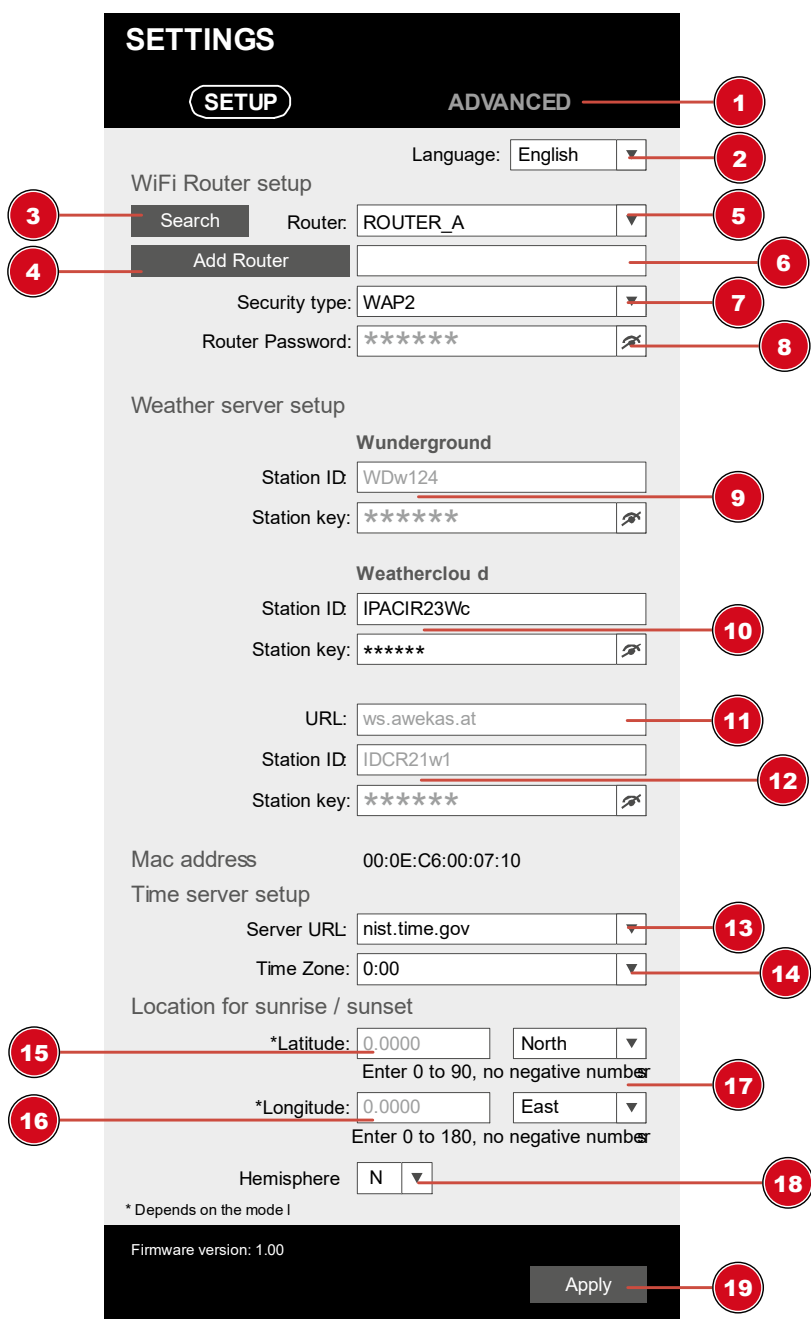 SETTINGS
SETUP ADVANCED 1
Language: English 2
WiFi Router setup
3 Search Router: ROUTER_A 5
4 Add Router 6
Security type: WAP2 7
Router Password: ****** 8
Weather server setup
Wunderground
Station ID: WDw124
9
Station key: ******
Weatherclou d
Station ID: IPACIR23Wc
10
Station key: ******
URL: ws.awekas.at 11
Station ID: IDCR21w1
12
Station key: ******
Mac address 00:0E:C6:00:07:10
Time server setup
Server URL: nist.time.gov 13
Time Zone: 0:00 14
Location for sunrise / sunset
15 *Latitude: 0.0000 North
Enter 0 to 90, no negative numbers 17
16 *Longitude: 0.0000 East
Enter 0 to 180, no negative numbers
Hemisphere N 18
* Depends on the mode l
Firmware version: 1.00
Apply 19